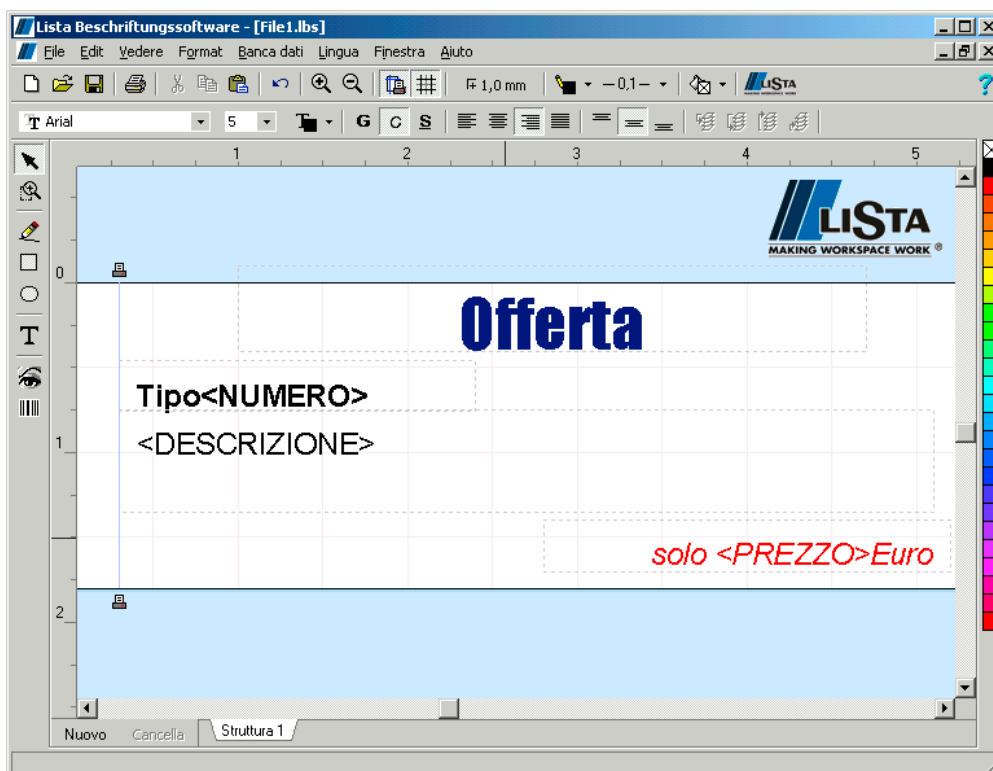 Lista Beschriftungssoftware - [File1.lbs]
File Edit Vedere Format Banca dati Lingua Finestra Aiuto
1,0 mm
0,1
LISTA
?
T Arial 5 T G C S
1 2 3 4 5
LISTA
MAKING WORKSPACE WORK ®
0
Offerta
T
Tipo<NUMERO>
1
<DESCRIZIONE>
solo <PREZZO>Euro
2
Nuovo Cancella Struttura 1